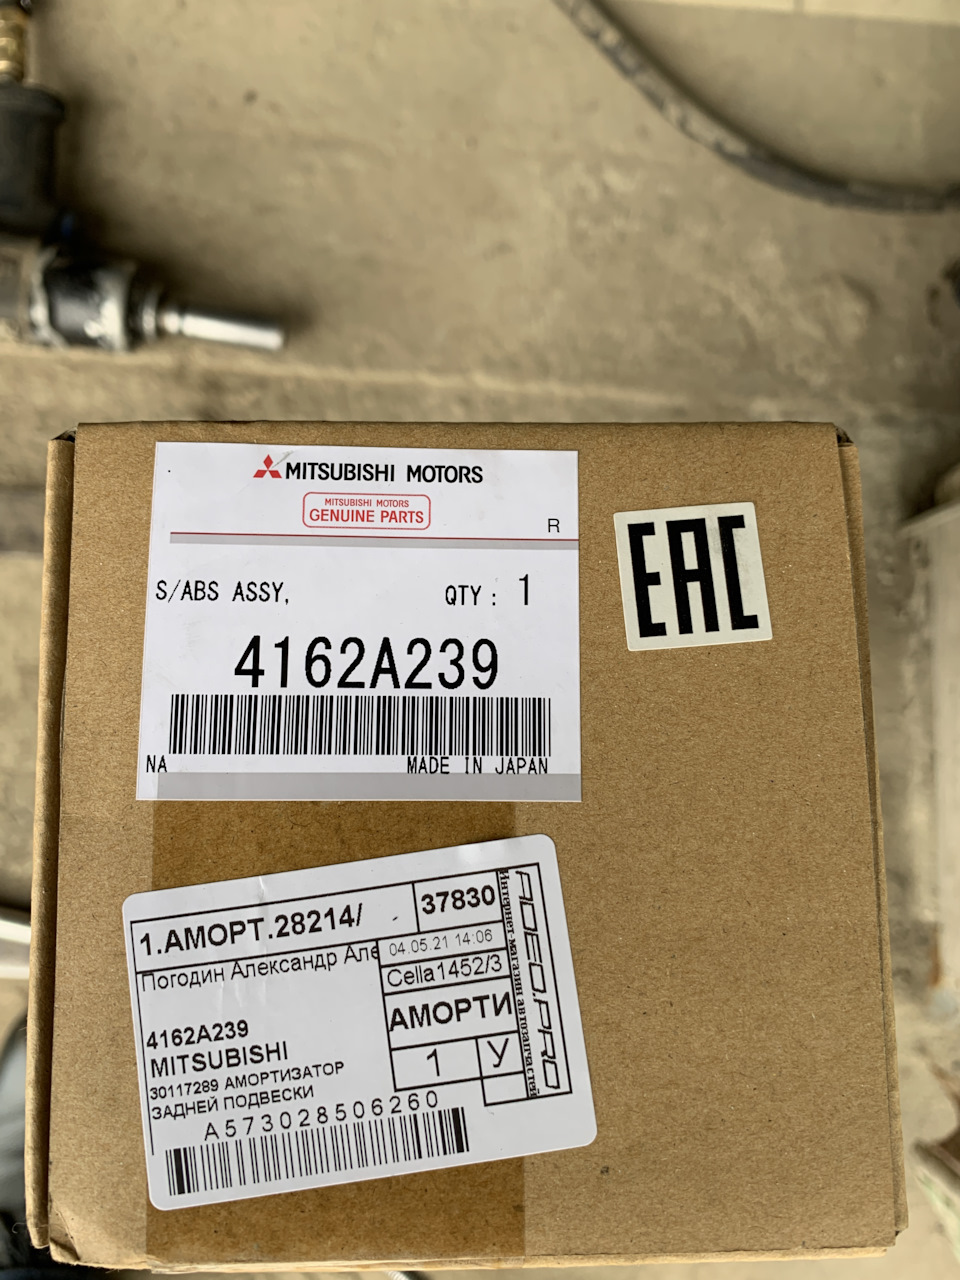 MITSUBISHI MOTORS
MITSUBISHI MOTORS
GENUINE PARTS
R
S/ABS ASSY,
QTY : 1
4162A239
NA
MADE IN JAPAN
EAC
1.АМОРТ.28214/
37830
Погодин Александр Але
04.05.21 14:06
Cella1452/3
АМОРТИ
1
У
4162A239
MITSUBISHI
30117289 АМОРТИЗАТОР
ЗАДНЕЙ ПОДВЕСКИ
A573028506260
Интернет-магазин автозапчастей
ADEO.PRO